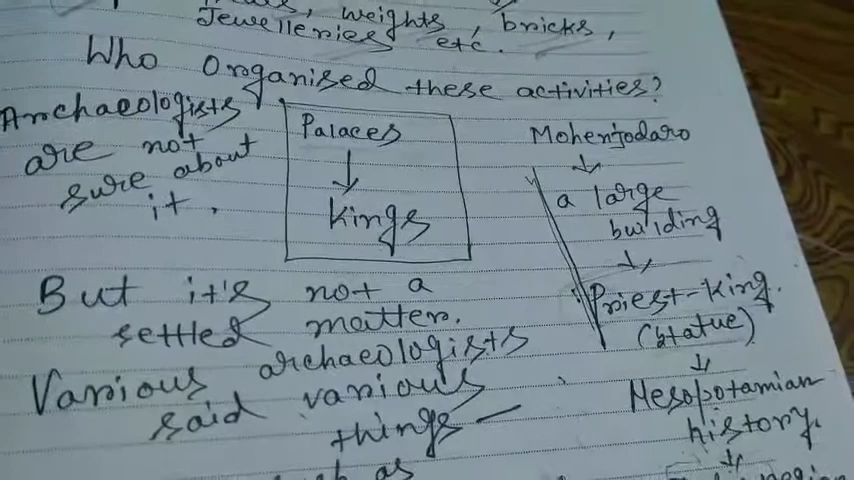 weights, bricks,
Jewelleries etc.
Who Organised these activities?
Archaeologists
are not
sure about
it.
Palaces
↓
Kings
Mohenjodaro
↓
a large
building
↓
Priest-King.
(Statue)
↓
Mesopotamian
history.
↓
But it's not a
settled matter.
Various archaeologists
said various
things —
as